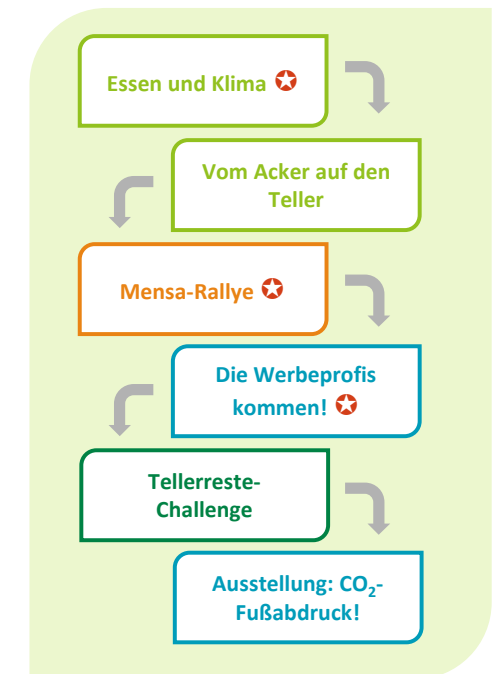 Essen und Klima ✪
Vom Acker auf den
Teller
Mensa-Rallye ✪
Die Werbeprofis
kommen! ✪
Tellerreste-
Challenge
Ausstellung: CO₂-
Fußabdruck!